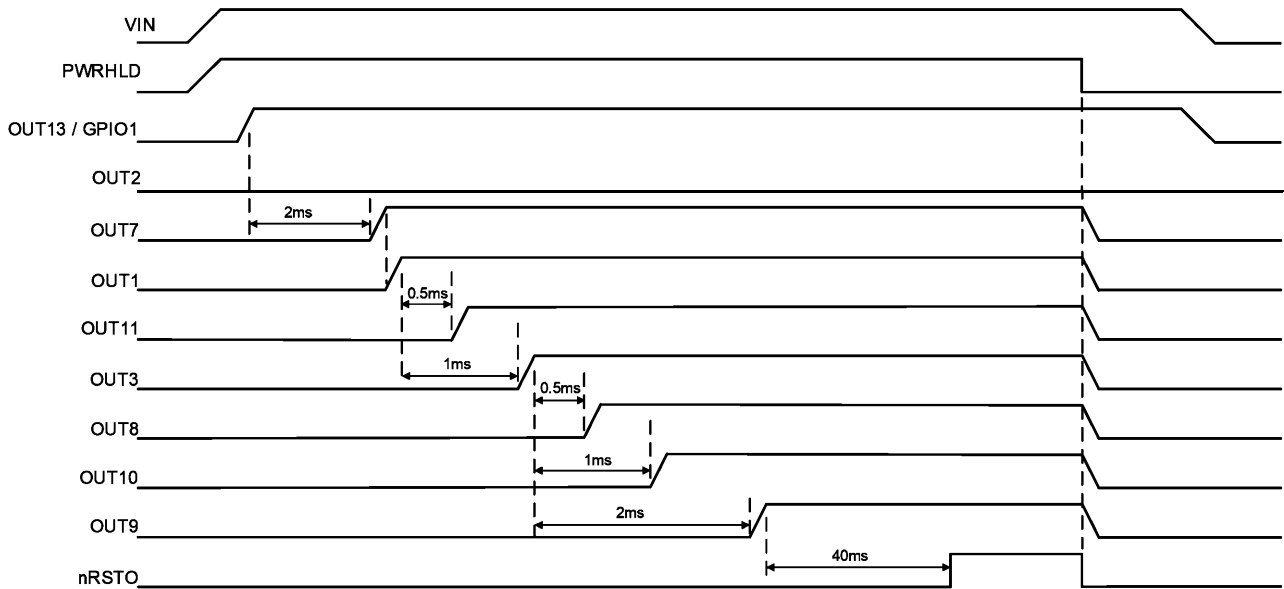 VIN
PWRHLD
OUT13 / GPIO1
OUT2
2ms
OUT7
OUT1
0.5ms
OUT11
1ms
OUT3
0.5ms
OUT8
1ms
OUT10
2ms
OUT9
40ms
nRSTO